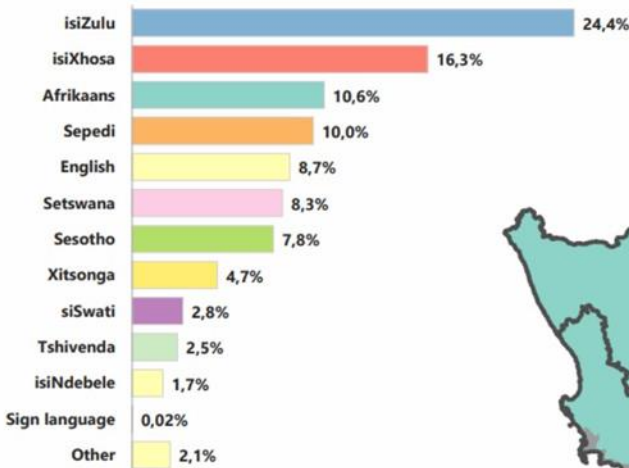 isiZulu 24,4%
isiXhosa 16,3%
Afrikaans 10,6%
Sepedi 10,0%
English 8,7%
Setswana 8,3%
Sesotho 7,8%
Xitsonga 4,7%
siSwati 2,8%
Tshivenda 2,5%
isiNdebele 1,7%
Sign language 0,02%
Other 2,1%